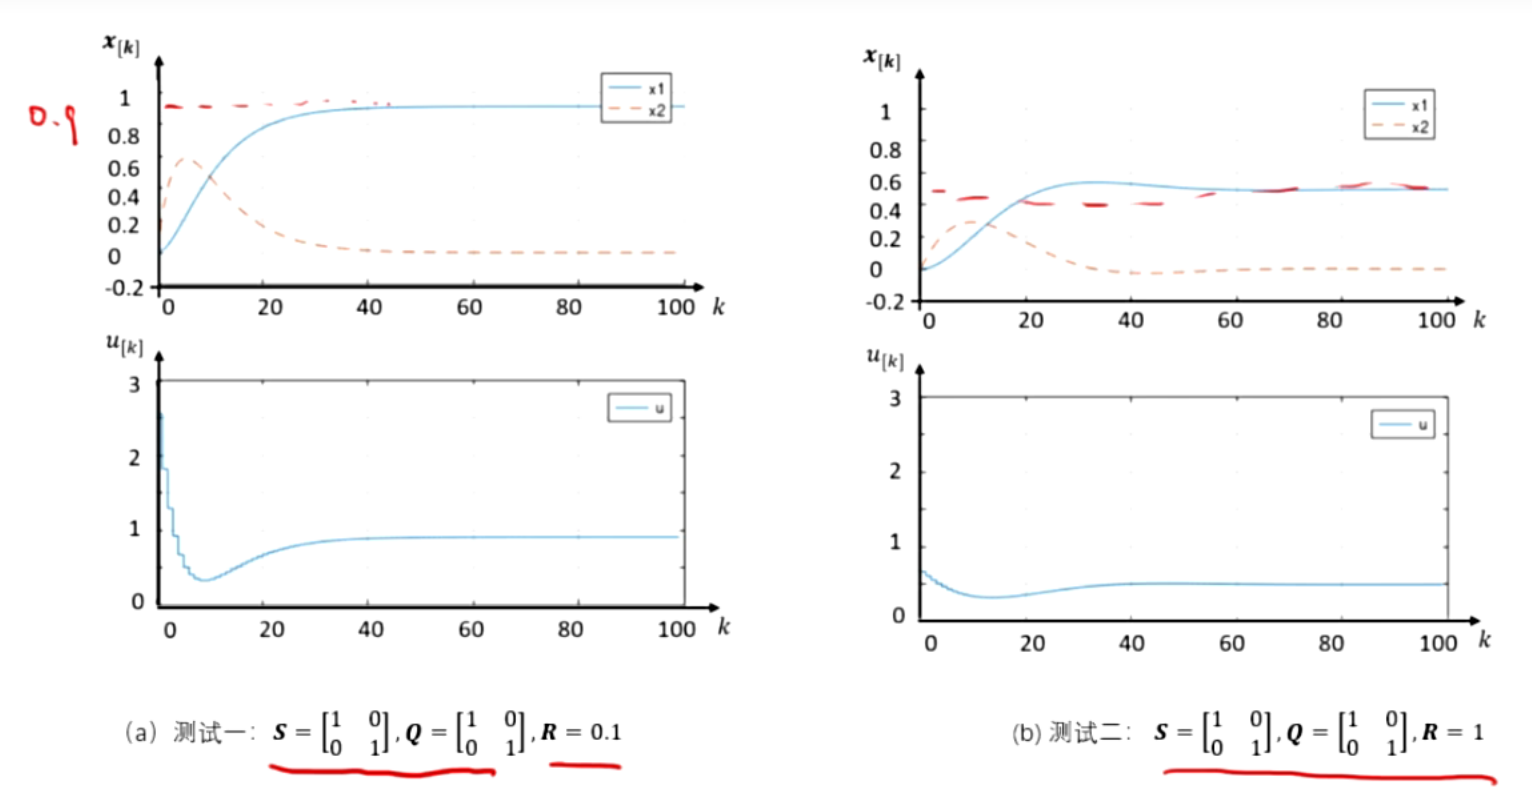 x[k]
1
0.9
0.8
0.6
0.4
0.2
0
-0.2
0 20 40 60 80 100 k
x1
x2
u[k]
3
2
1
0
0 20 40 60 80 100 k
u
(a) 测试一: S = [1 0 0 1], Q = [1 0 0 1], R = 0.1
x[k]
1
0.8
0.6
0.4
0.2
0
-0.2
0 20 40 60 80 100 k
x1
x2
u[k]
3
2
1
0
0 20 40 60 80 100 k
u
(b) 测试二: S = [1 0 0 1], Q = [1 0 0 1], R = 1